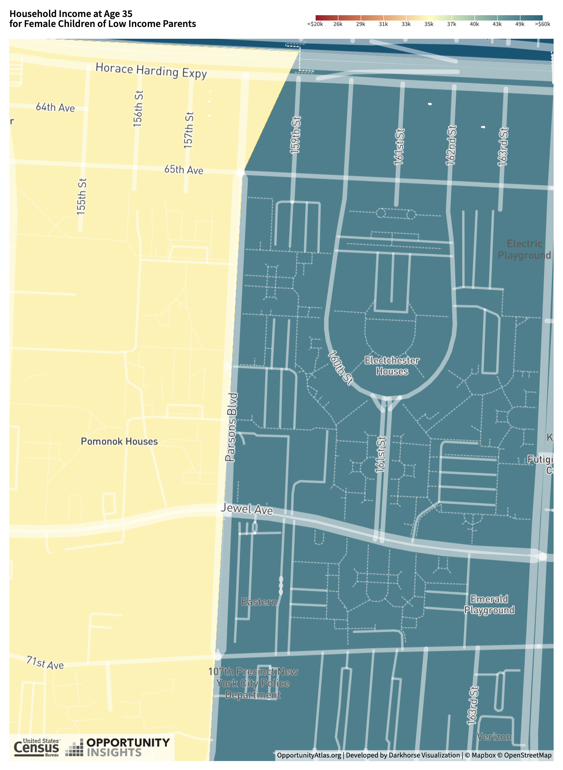 Household Income at Age 35
for Female Children of Low Income Parents
<$20k 26k 29k 31k 33k 35k 37k 40k 43k 49k >$60k
Horace Harding Expy
64th Ave
r
156th St
157th St
159th St
161st St
162nd St
163rd St
65th Ave
155th St
Electric
Playground
160th St
Electchester
Houses
Parsons Blvd
Pomonok Houses
161st St
K
Futigi
C
Jewel Ave
Eastern
Emerald
Playground
71st Ave
107th Precinct New
York City Police
Department
163rd St
Verizon
United States®
Census
Bureau
OPPORTUNITY
INSIGHTS
OpportunityAtlas.org | Developed by Darkhorse Visualization | © Mapbox © OpenStreetMap